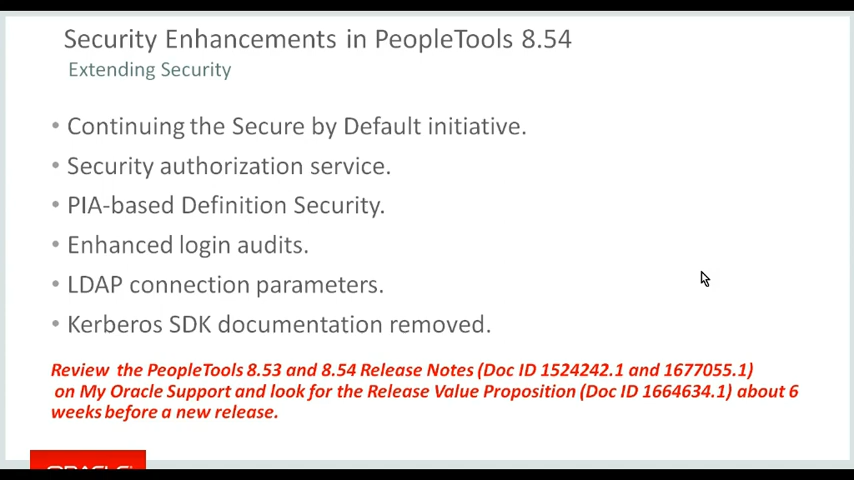 Security Enhancements in PeopleTools 8.54
Extending Security
• Continuing the Secure by Default initiative.
• Security authorization service.
• PIA-based Definition Security.
• Enhanced login audits.
• LDAP connection parameters.
• Kerberos SDK documentation removed.
Review the PeopleTools 8.53 and 8.54 Release Notes (Doc ID 1524242.1 and 1677055.1)
on My Oracle Support and look for the Release Value Proposition (Doc ID 1664634.1) about 6
weeks before a new release.
ORACLE